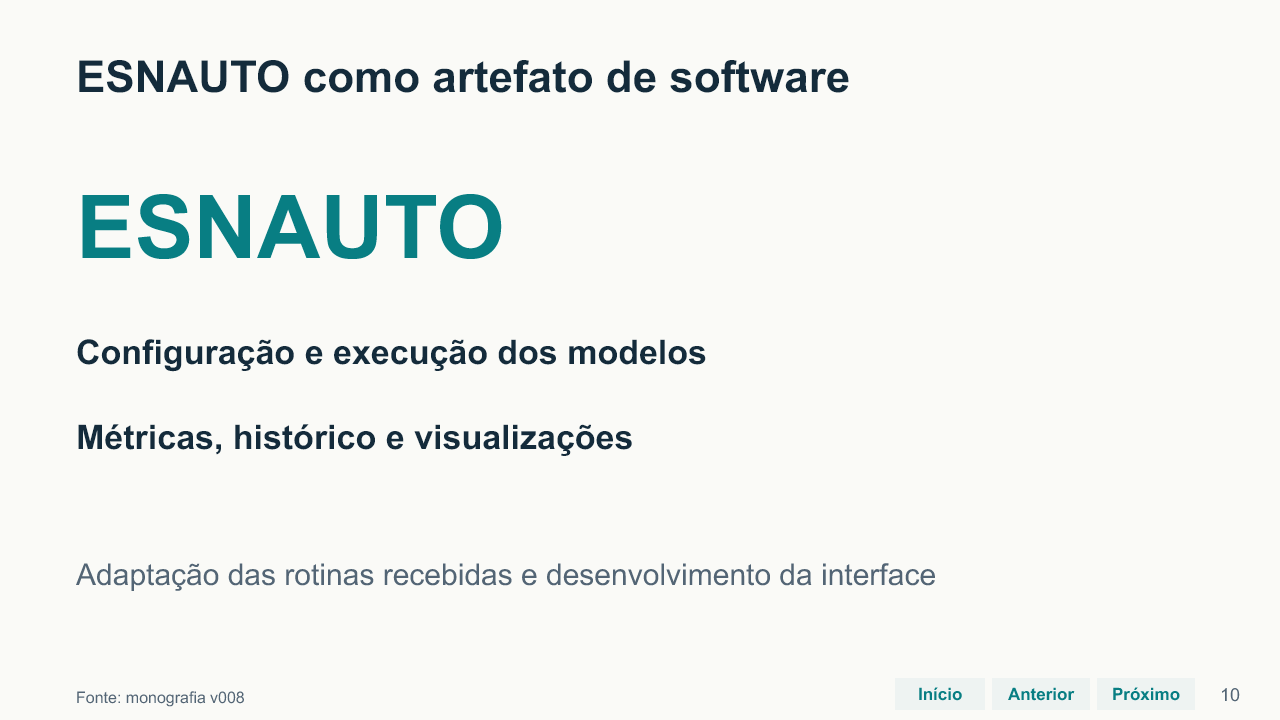 ESNAUTO como artefato de software
ESNAUTO
Configuração e execução dos modelos
Métricas, histórico e visualizações
Adaptação das rotinas recebidas e desenvolvimento da interface
Fonte: monografia v008
Início
Anterior
Próximo
10